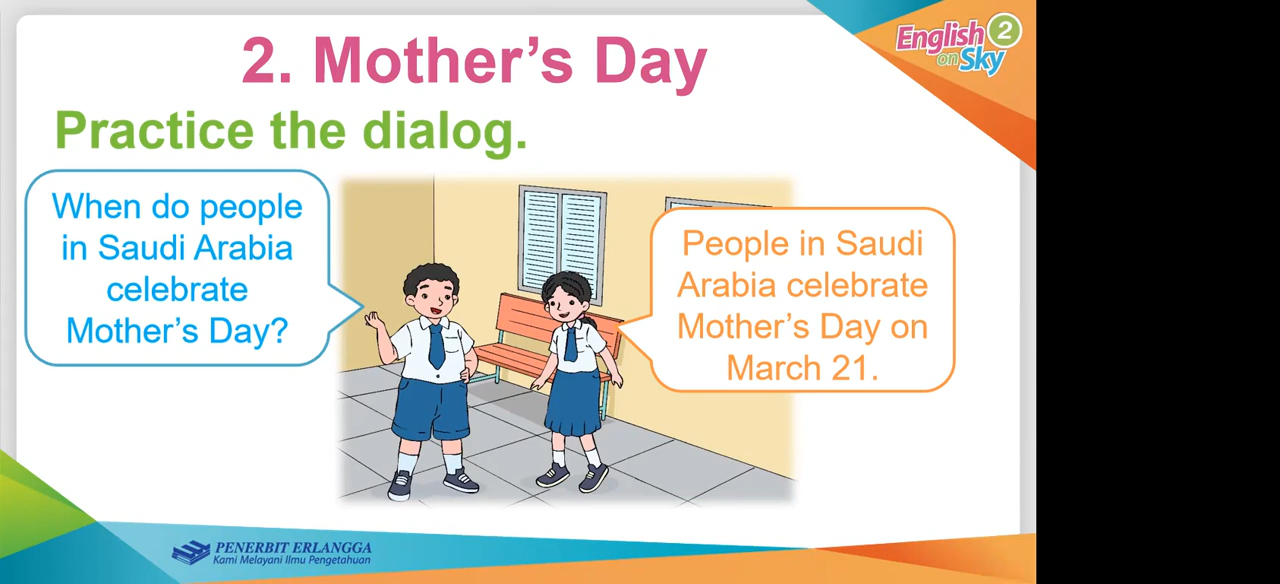 2. Mother’s Day
English 2
on Sky
Practice the dialog.
When do people
in Saudi Arabia
celebrate
Mother’s Day?
People in Saudi
Arabia celebrate
Mother’s Day on
March 21.
PENERBIT ERLANGGA
Kami Melayani Ilmu Pengetahuan